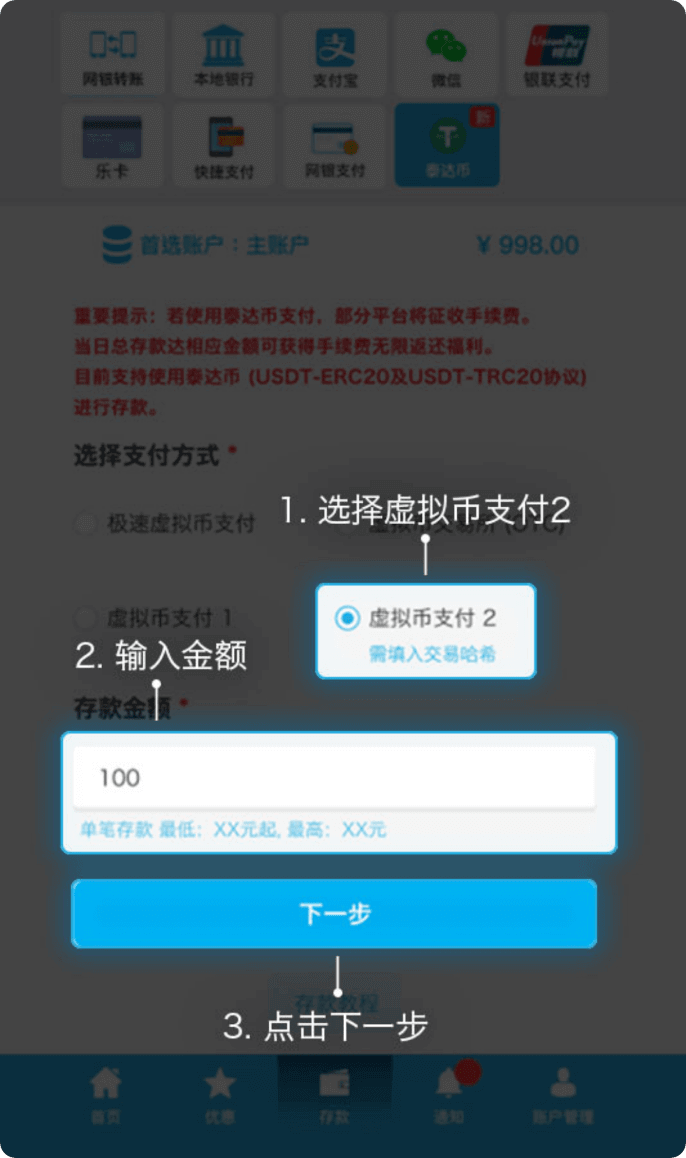 网银转账 本地银行 支付宝 微信 银联支付
UnionPay
银联
新
乐卡 快捷支付 网银支付 泰达币
首选账户：主账户 ¥ 998.00
重要提示：若使用泰达币支付，部分平台将征收手续费。
当日总存款达相应金额可获得手续费无限返还福利。
目前支持使用泰达币 (USDT-ERC20及USDT-TRC20协议)
进行存款。
选择支付方式 *
1. 选择虚拟币支付2
极速虚拟币支付 虚拟币交易所 (OTC)
虚拟币支付 1 虚拟币支付 2
需填入交易哈希
2. 输入金额
存款金额 *
100
单笔存款 最低：XX元起, 最高：XX元
下一步
存款教程
3. 点击下一步
首页 优惠 存款 通知 账户管理